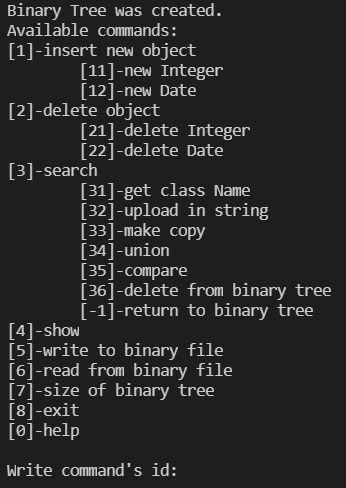 Binary Tree was created.
Available commands:
[1]-insert new object
[11]-new Integer
[12]-new Date
[2]-delete object
[21]-delete Integer
[22]-delete Date
[3]-search
[31]-get class Name
[32]-upload in string
[33]-make copy
[34]-union
[35]-compare
[36]-delete from binary tree
[-1]-return to binary tree
[4]-show
[5]-write to binary file
[6]-read from binary file
[7]-size of binary tree
[8]-exit
[0]-help
Write command's id: